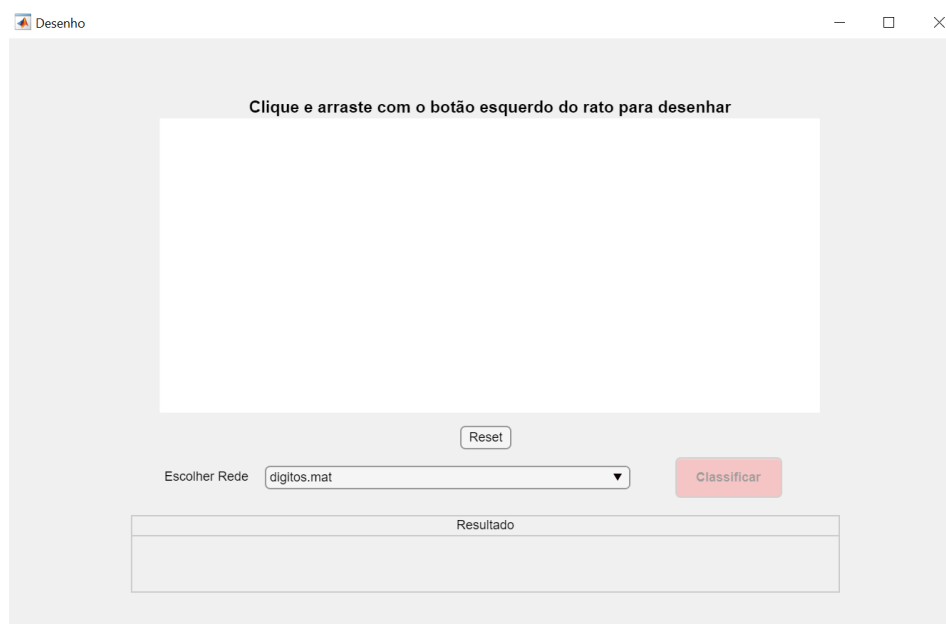 Desenho
Clique e arraste com o botão esquerdo do rato para desenhar
Reset
Escolher Rede digitos.mat Classificar
Resultado